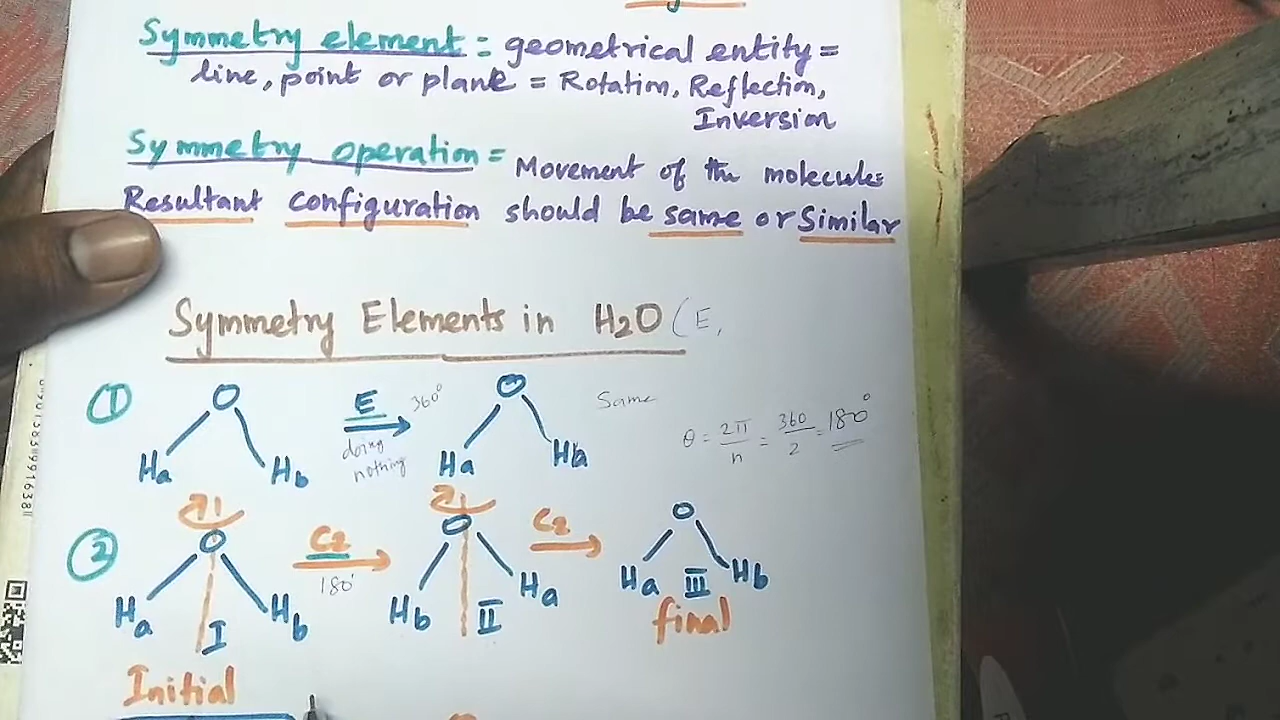 Symmetry element = geometrical entity =
line, point or plane = Rotation, Reflection,
Inversion
Symmetry operation = Movement of the molecule:
Resultant configuration should be same or Similar
Symmetry Elements in H2O (E,
1 O E 360° O Same
doing nothing
Ha Hb Ha Hb
θ = 2π/n = 360/2 = 180°
2 O C2 180° O C2 O
Ha I Hb Hb II Ha Ha III Hb
Initial final